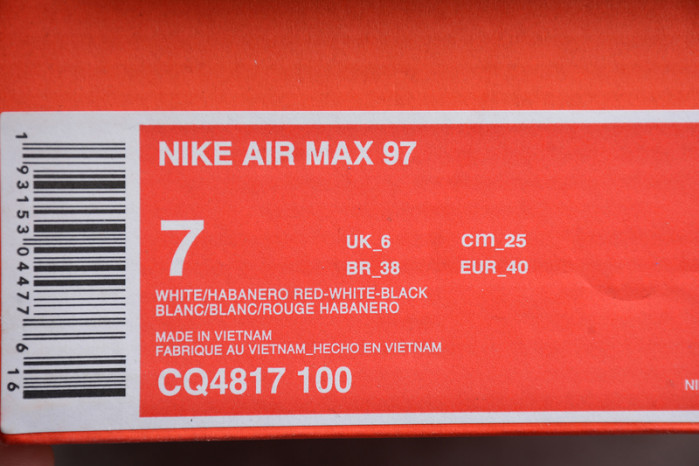 NIKE AIR MAX 97
7
UK_6 cm_25
BR_38 EUR_40
WHITE/HABANERO RED-WHITE-BLACK
BLANC/BLANC/ROUGE HABANERO
MADE IN VIETNAM
FABRIQUE AU VIETNAM_HECHO EN VIETNAM
CQ4817 100
NI
1 93153 04477 6 16